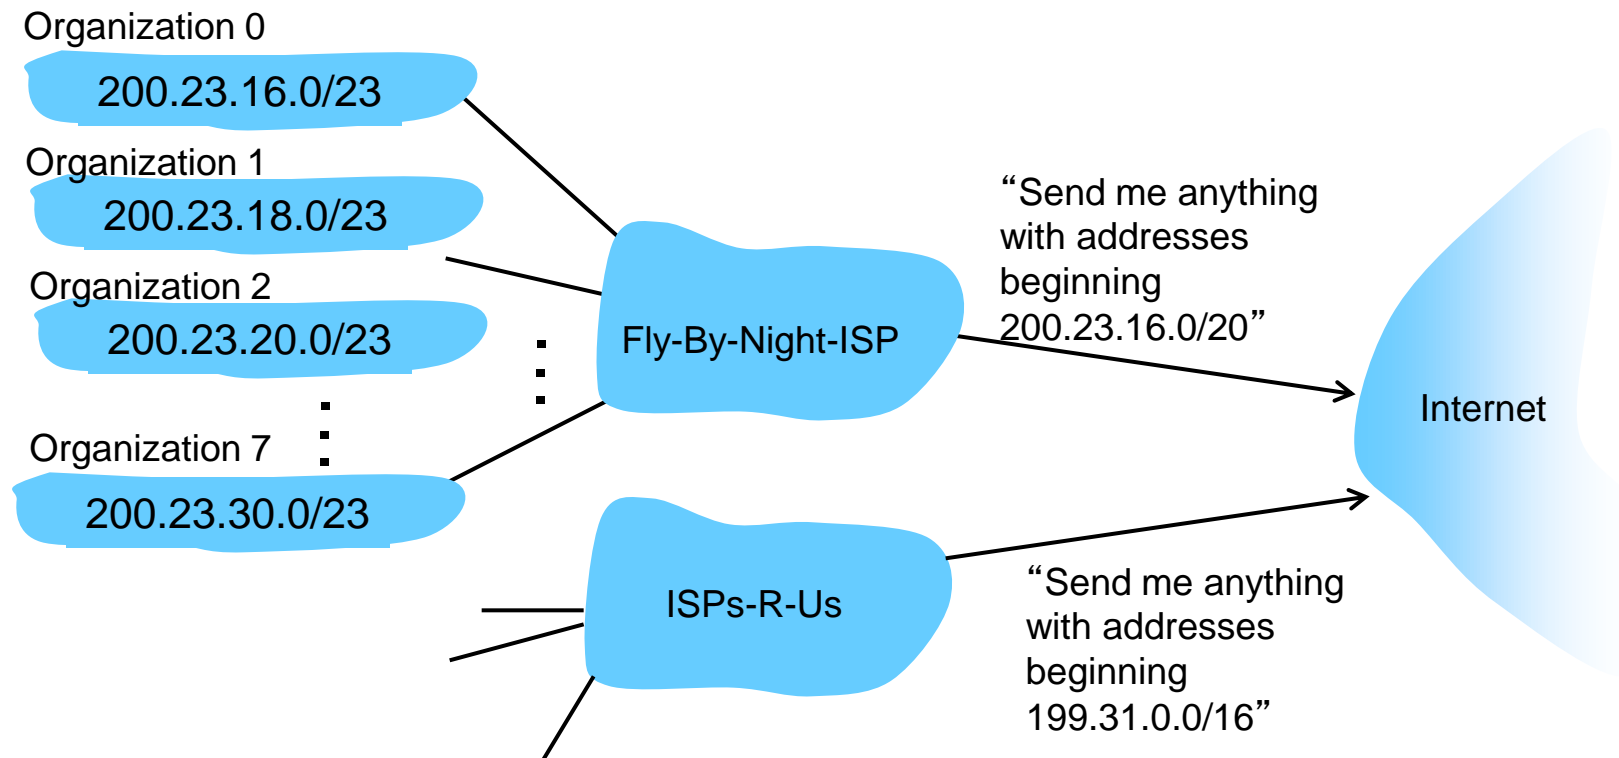 Organization 0
200.23.16.0/23
Organization 1
200.23.18.0/23
Organization 2
200.23.20.0/23
Organization 7
200.23.30.0/23
Fly-By-Night-ISP
“Send me anything
with addresses
beginning
200.23.16.0/20”
Internet
ISPs-R-Us
“Send me anything
with addresses
beginning
199.31.0.0/16”